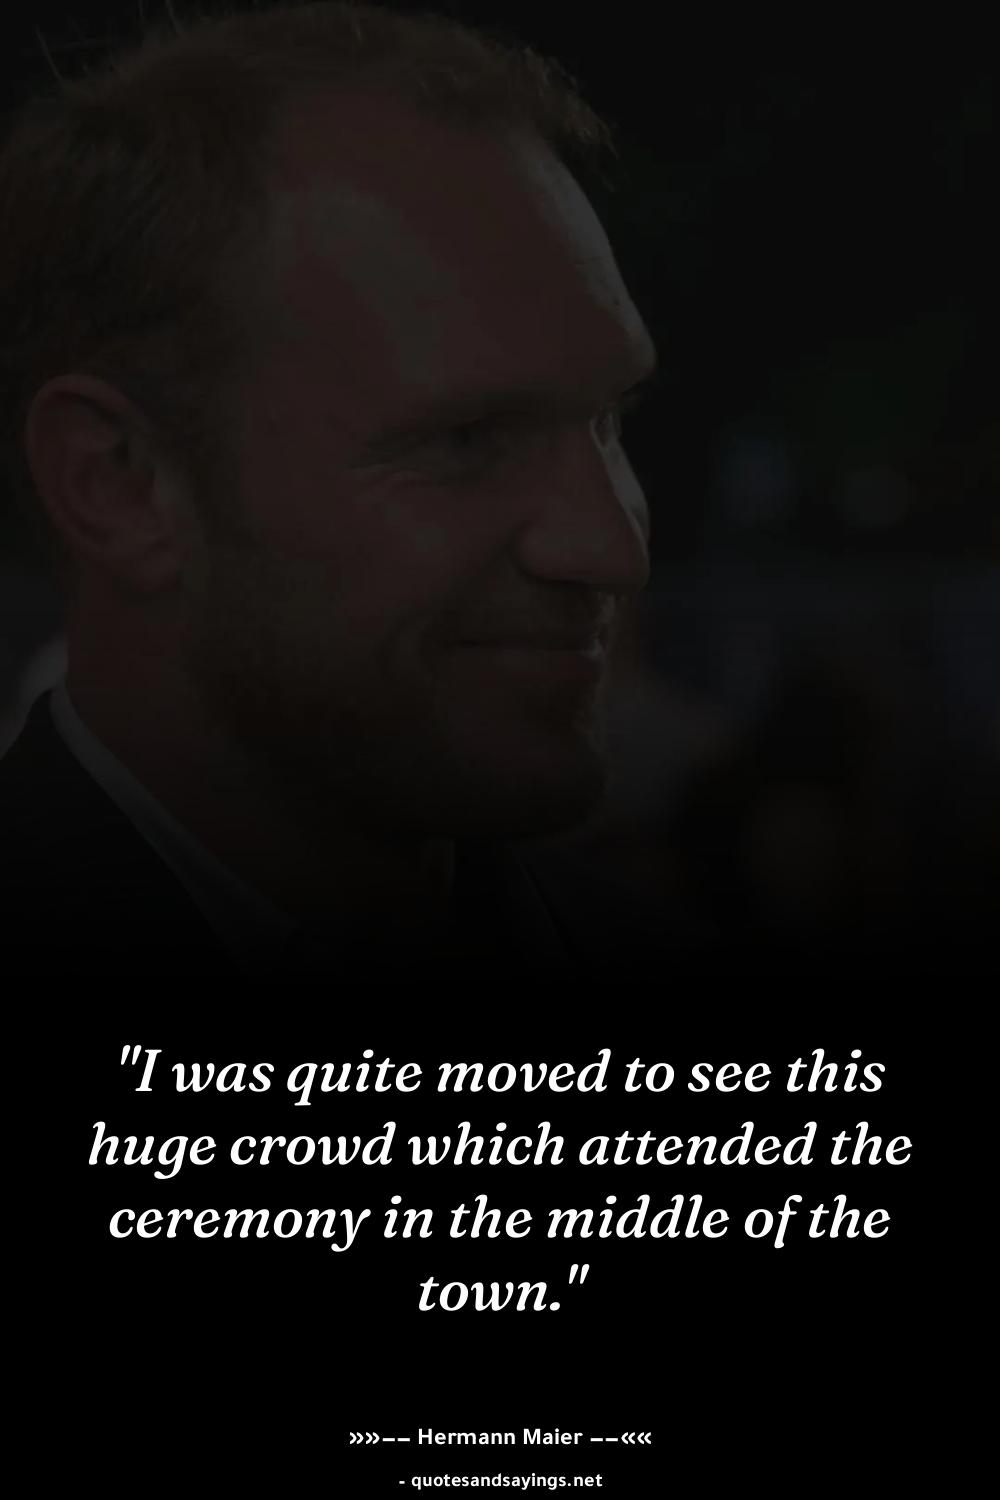 "I was quite moved to see this
huge crowd which attended the
ceremony in the middle of the
town."
»»–– Hermann Maier ––««
- quotesandsayings.net